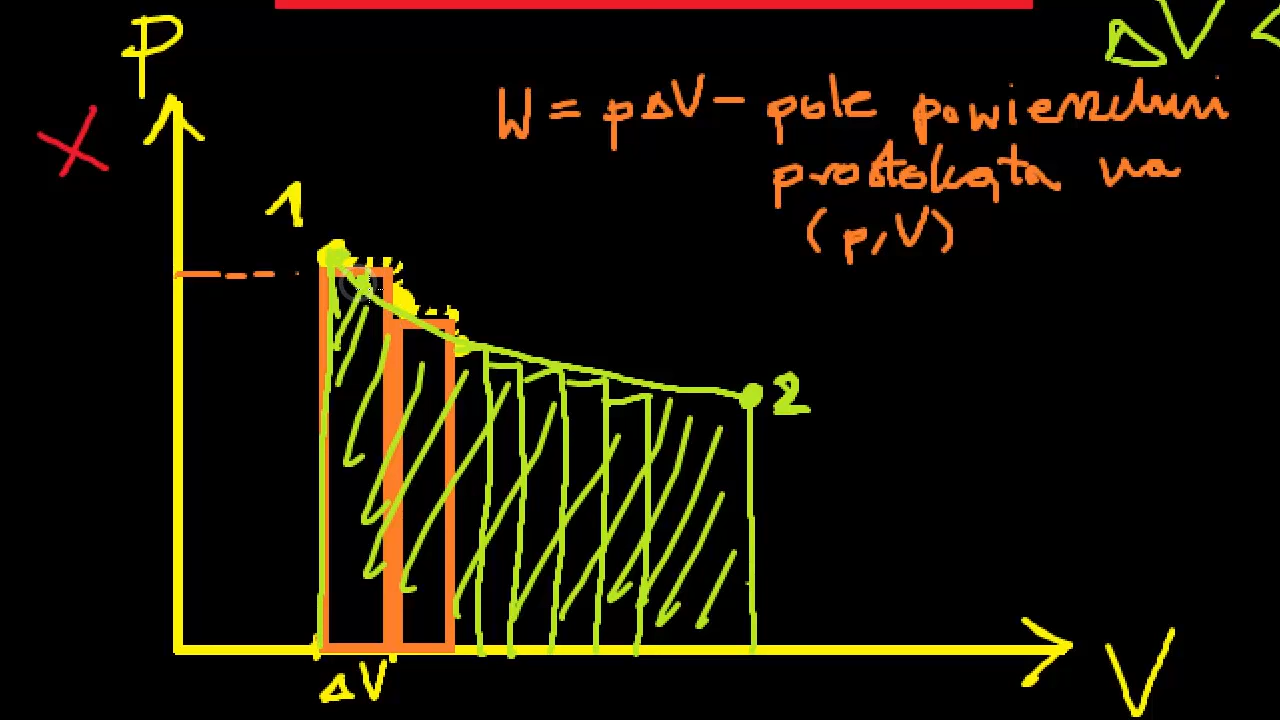 P
ΔV
W = pΔV - pole powierzchni
prostokąta na
(p,V)
1
2
ΔV
V